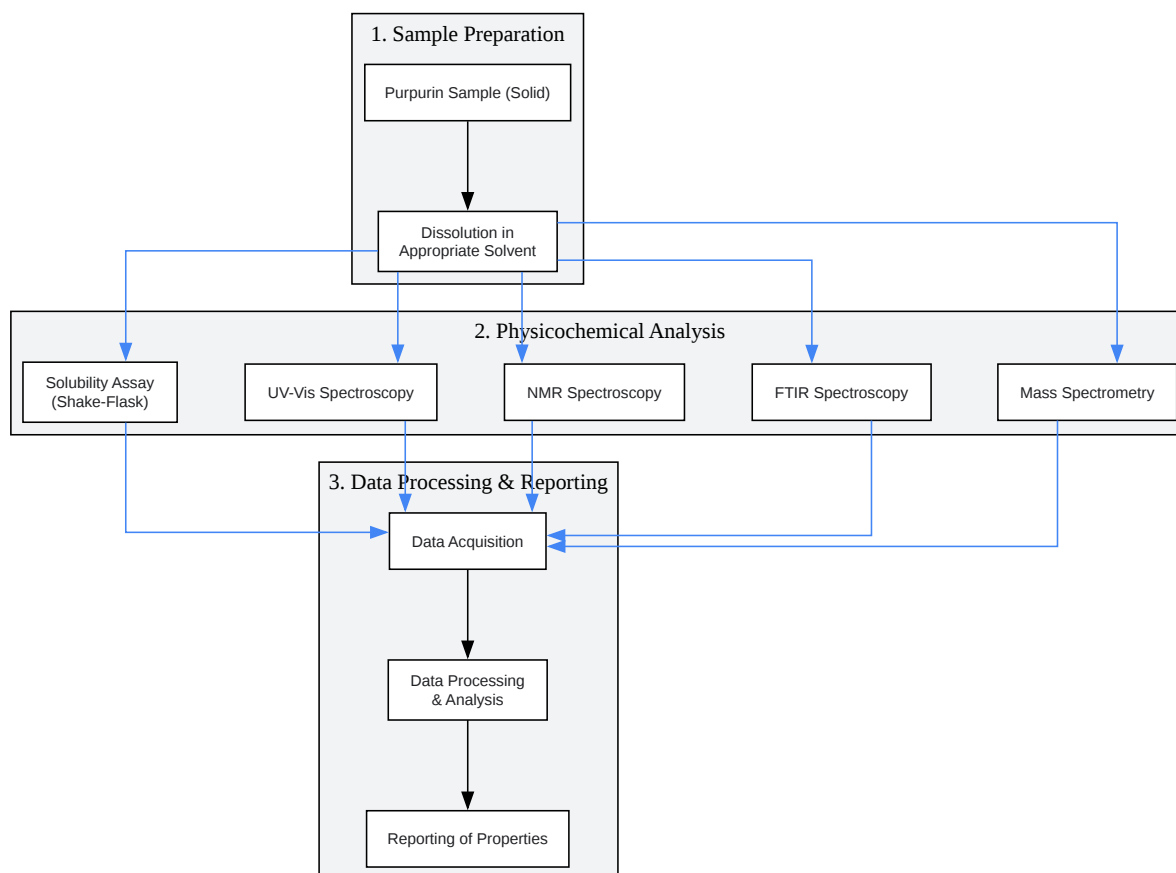 1. Sample Preparation
Purpurin Sample (Solid)
Dissolution in
Appropriate Solvent
2. Physicochemical Analysis
Solubility Assay
(Shake-Flask)
UV-Vis Spectroscopy
NMR Spectroscopy
FTIR Spectroscopy
Mass Spectrometry
3. Data Processing & Reporting
Data Acquisition
Data Processing
& Analysis
Reporting of Properties